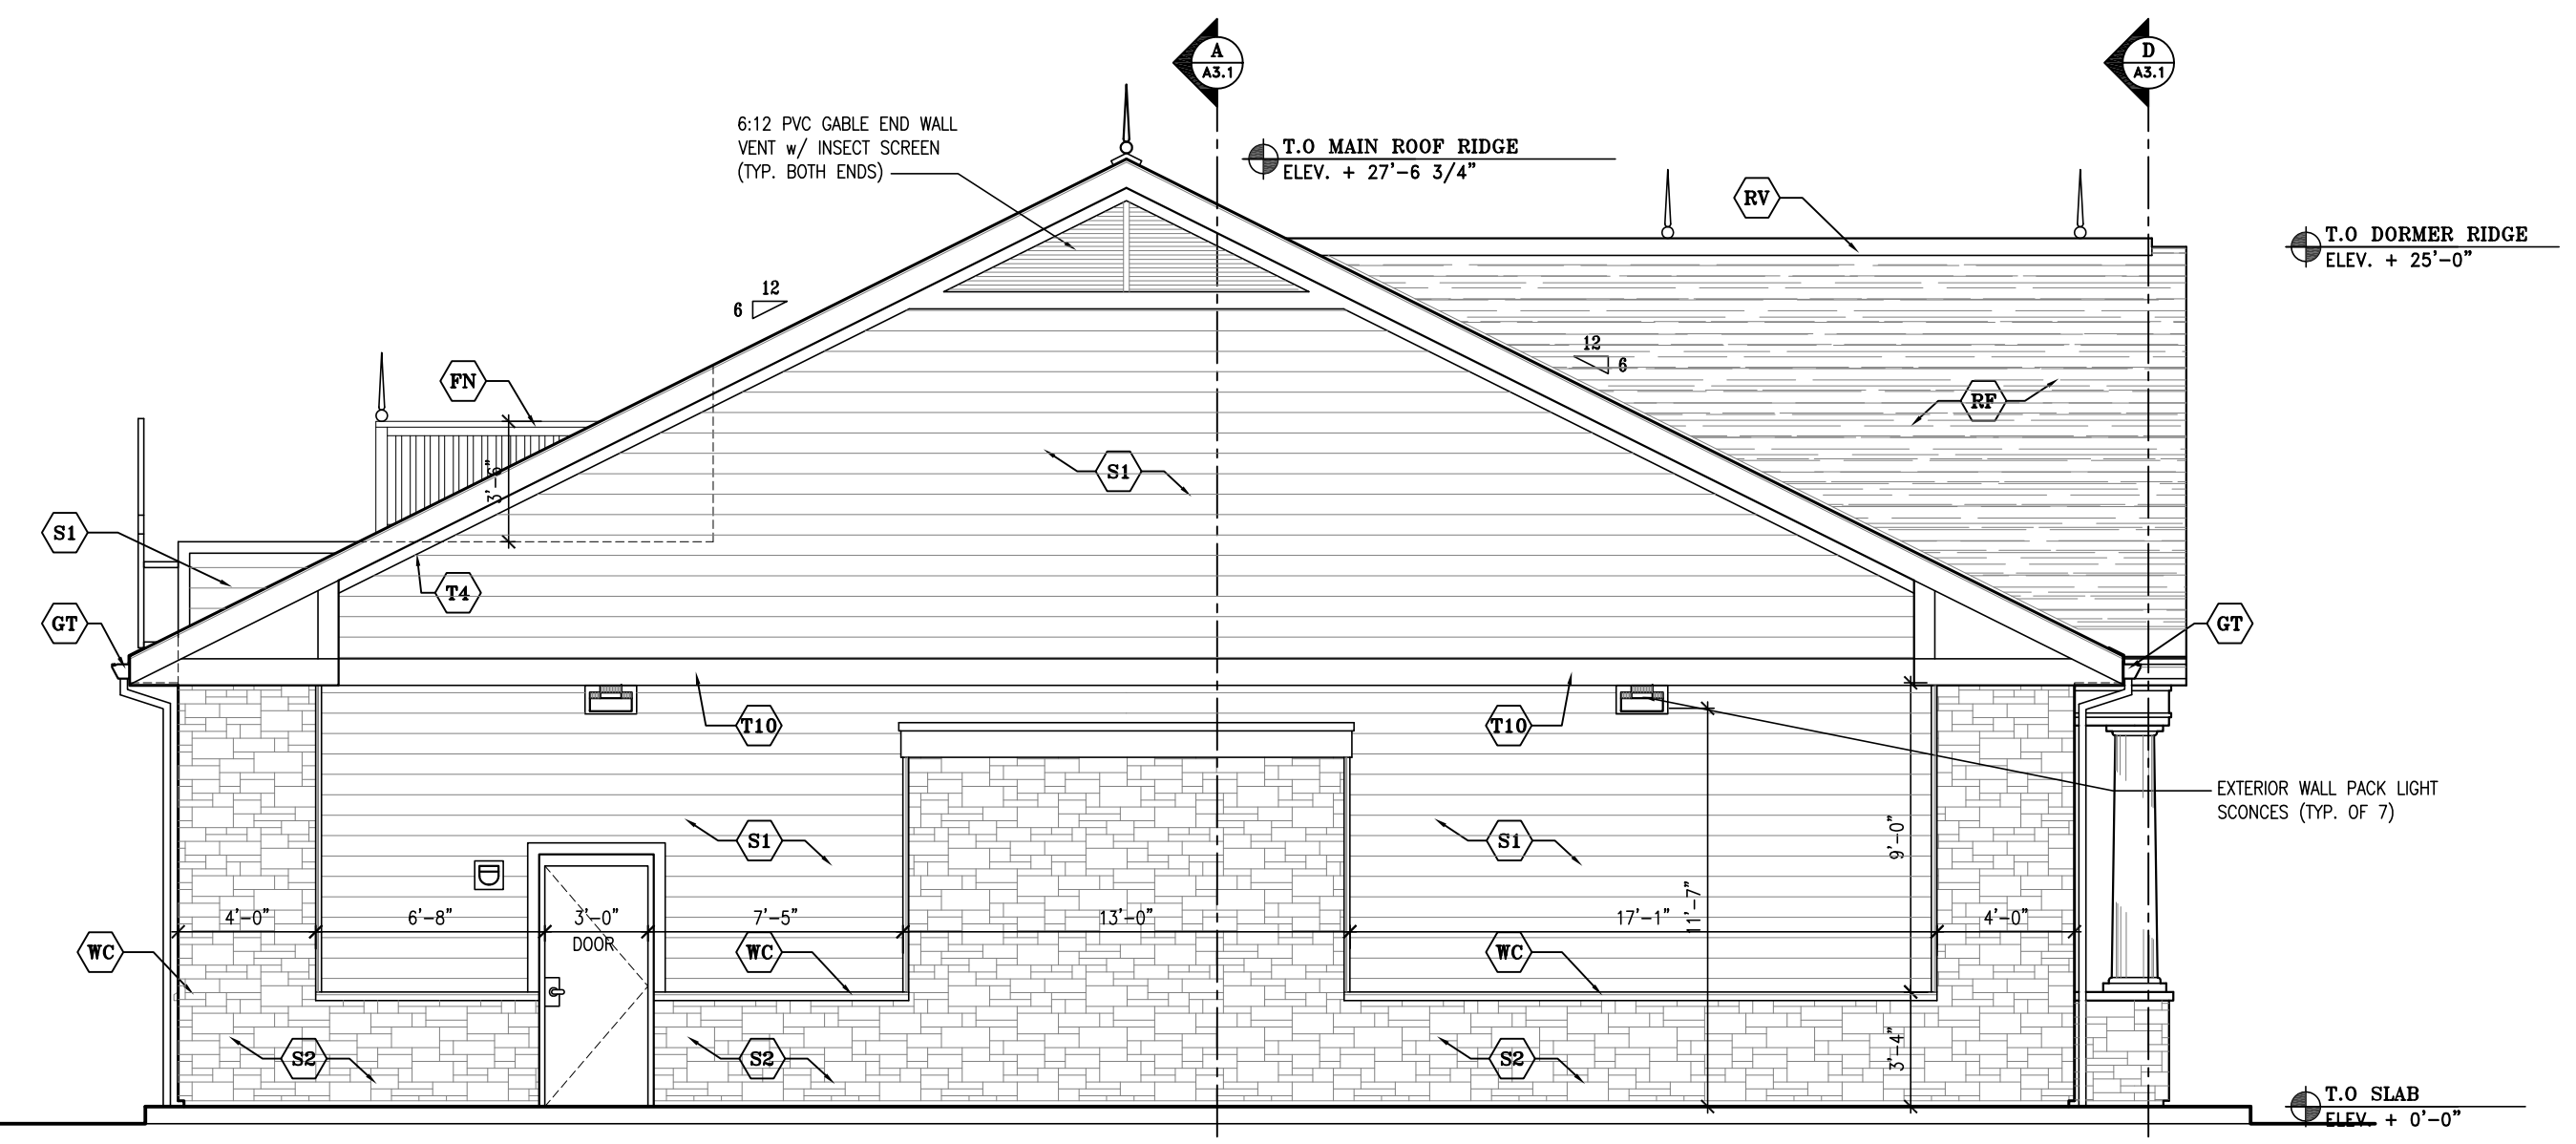 A
A3.1
D
A3.1
6:12 PVC GABLE END WALL
VENT w/ INSECT SCREEN
(TYP. BOTH ENDS)
T.O MAIN ROOF RIDGE
ELEV. + 27'-6 3/4"
RV
T.O DORMER RIDGE
ELEV. + 25'-0"
12
6
12
6
FN
RF
3'-6"
S1
S1
T4
GT
GT
T10
T10
EXTERIOR WALL PACK LIGHT
SCONCES (TYP. OF 7)
S1
S1
9'-0"
11'-7"
4'-0"
6'-8"
3'-0"
DOOR
7'-5"
13'-0"
17'-1"
4'-0"
WC
WC
WC
S2
S2
S2
3'-4"
T.O SLAB
ELEV. + 0'-0"